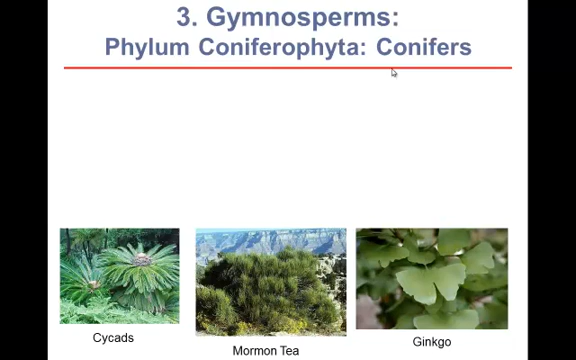 3. Gymnosperms:
Phylum Coniferophyta: Conifers
Cycads
Mormon Tea
Ginkgo